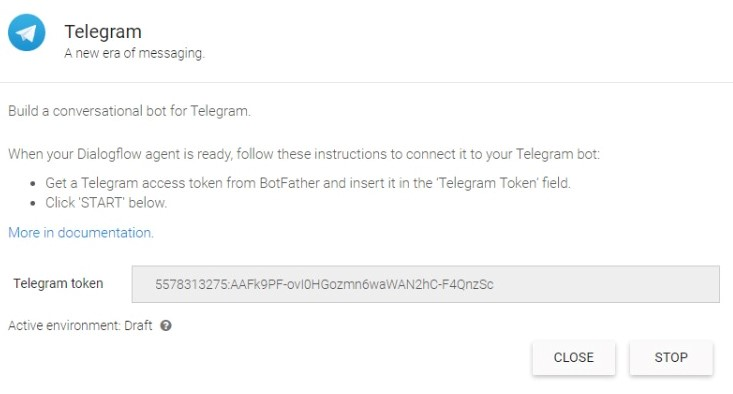 Telegram
A new era of messaging.
Build a conversational bot for Telegram.
When your Dialogflow agent is ready, follow these instructions to connect it to your Telegram bot:
• Get a Telegram access token from BotFather and insert it in the 'Telegram Token' field.
• Click 'START' below.
More in documentation.
Telegram token 5578313275:AAFk9PF-ovI0HGozmn6waWAN2hC-F4QnzSc
Active environment: Draft ?
CLOSE STOP